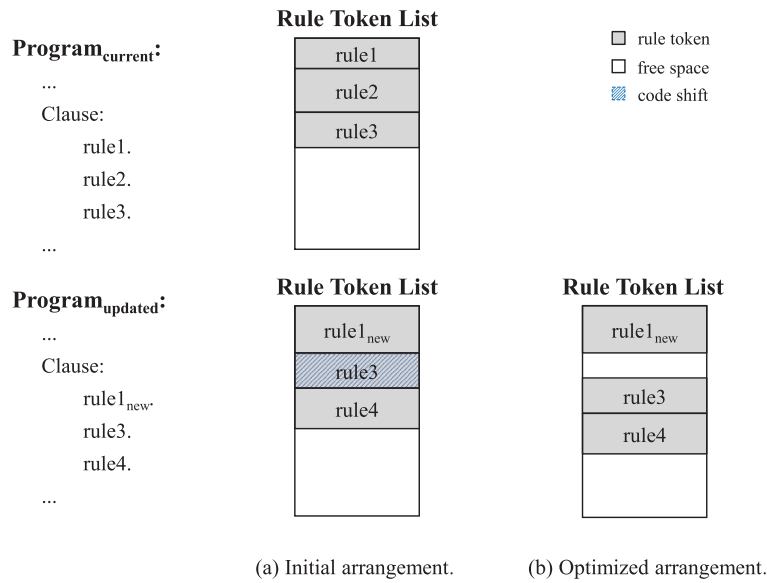 Rule Token List
Program_current:
...
Clause:
rule1.
rule2.
rule3.
...
rule1
rule2
rule3
rule token
free space
code shift
Program_updated:
...
Clause:
rule1_new.
rule3.
rule4.
...
Rule Token List
rule1_new
rule3
rule4
Rule Token List
rule1_new
rule3
rule4
(a) Initial arrangement.
(b) Optimized arrangement.